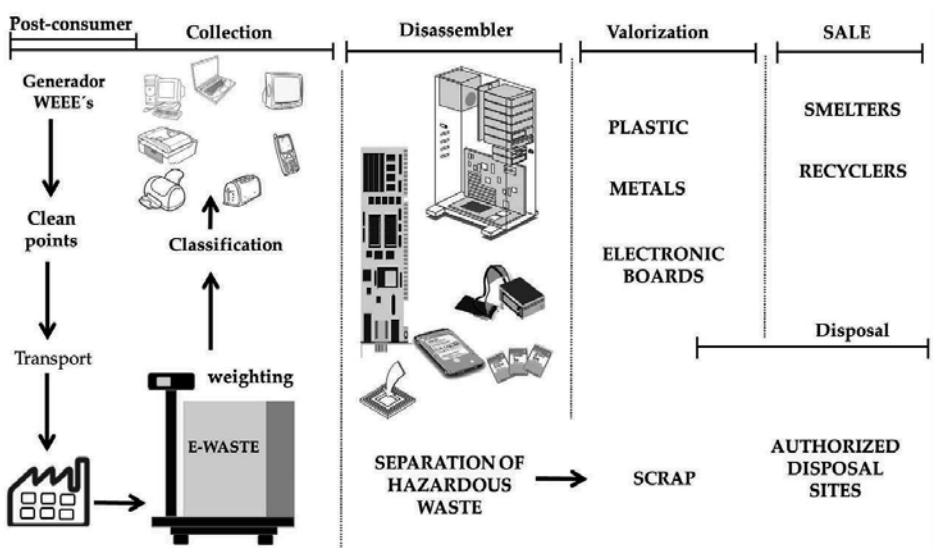 Post-consumer
Collection
Disassembler
Valorization
SALE
Generador
WEEE´s
Clean
points
Transport
Classification
weighting
E-WASTE
SEPARATION OF
HAZARDOUS
WASTE
PLASTIC
METALS
ELECTRONIC
BOARDS
SCRAP
SMELTERS
RECYCLERS
Disposal
AUTHORIZED
DISPOSAL
SITES